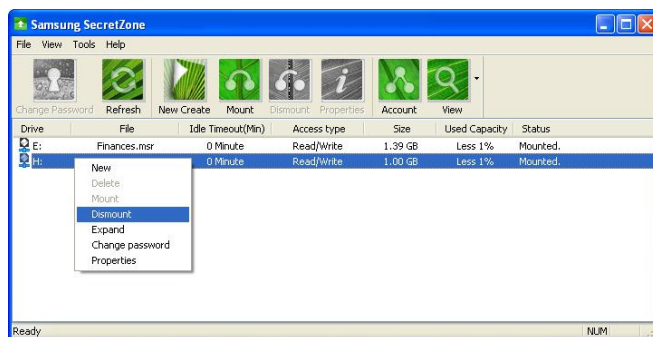 Samsung SecretZone
File View Tools Help
Change Password Refresh New Create Mount Dismount Properties Account View
Drive File Idle Timeout(Min) Access type Size Used Capacity Status
E: Finances.msr 0 Minute Read/Write 1.39 GB Less 1% Mounted.
H: 0 Minute Read/Write 1.00 GB Less 1% Mounted.
New
Delete
Mount
Dismount
Expand
Change password
Properties
Ready NUM